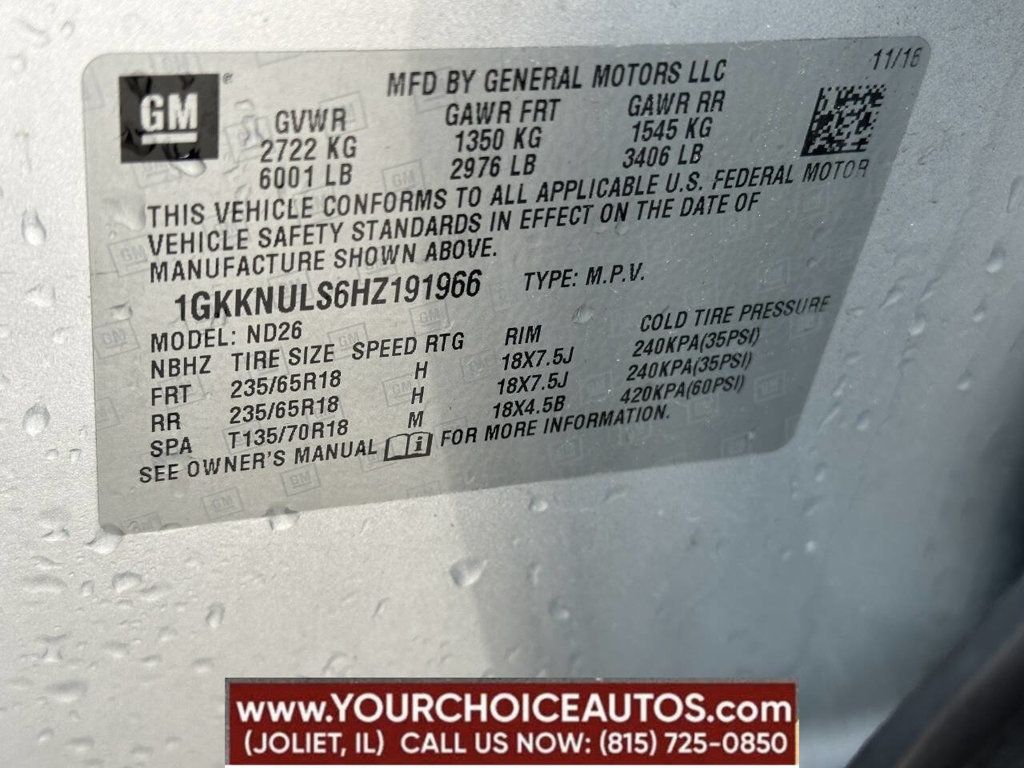 GM
MFD BY GENERAL MOTORS LLC
11/16
GVWR GAWR FRT GAWR RR
2722 KG 1350 KG 1545 KG
6001 LB 2976 LB 3406 LB
THIS VEHICLE CONFORMS TO ALL APPLICABLE U.S. FEDERAL MOTOR
VEHICLE SAFETY STANDARDS IN EFFECT ON THE DATE OF
MANUFACTURE SHOWN ABOVE.
1GKKNULS6HZ191966 TYPE: M.P.V.
MODEL: ND26
NBHZ TIRE SIZE SPEED RTG RIM COLD TIRE PRESSURE
FRT 235/65R18 H 18X7.5J 240KPA(35PSI)
RR 235/65R18 H 18X7.5J 240KPA(35PSI)
SPA T135/70R18 M 18X4.5B 420KPA(60PSI)
SEE OWNER'S MANUAL FOR MORE INFORMATION.
www.YOURCHOICEAUTOS.com
(JOLIET, IL) CALL US NOW: (815) 725-0850